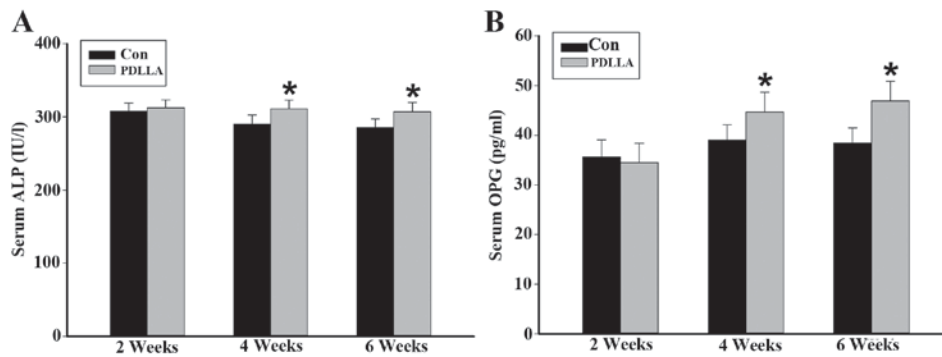 A
Serum ALP (IU/l)
400
300
200
100
0
Con
PDLLA
*
*
2 Weeks
4 Weeks
6 Weeks
B
Serum OPG (pg/ml)
60
50
40
30
20
10
0
Con
PDLLA
*
*
2 Weeks
4 Weeks
6 Weeks